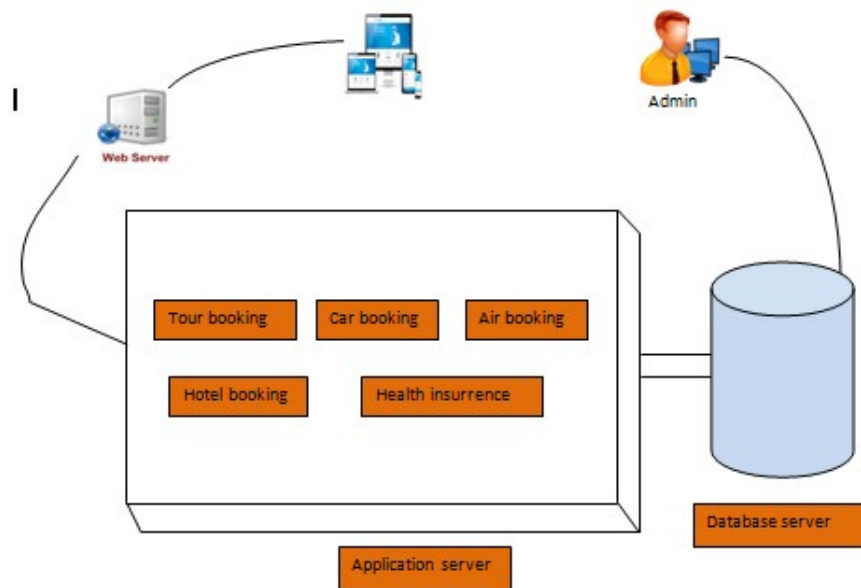 Admin
Web Server
Tour booking
Car booking
Air booking
Hotel booking
Health insurrence
Database server
Application server